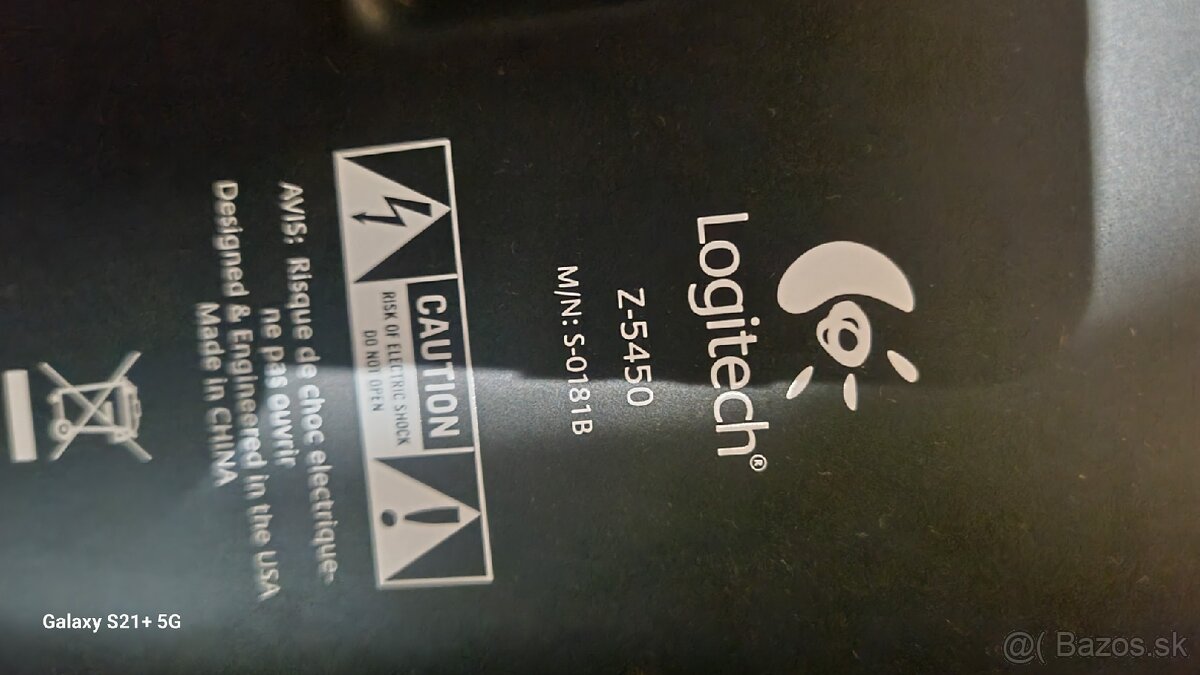 Logitech®
Z-5450
M/N: S-0181B
CAUTION
RISK OF ELECTRIC SHOCK
DO NOT OPEN
AVIS: Risque de choc electrique-
ne pas ouvrir
Designed & Engineered in the USA
Made in CHINA
Galaxy S21+ 5G
@( Bazos.sk